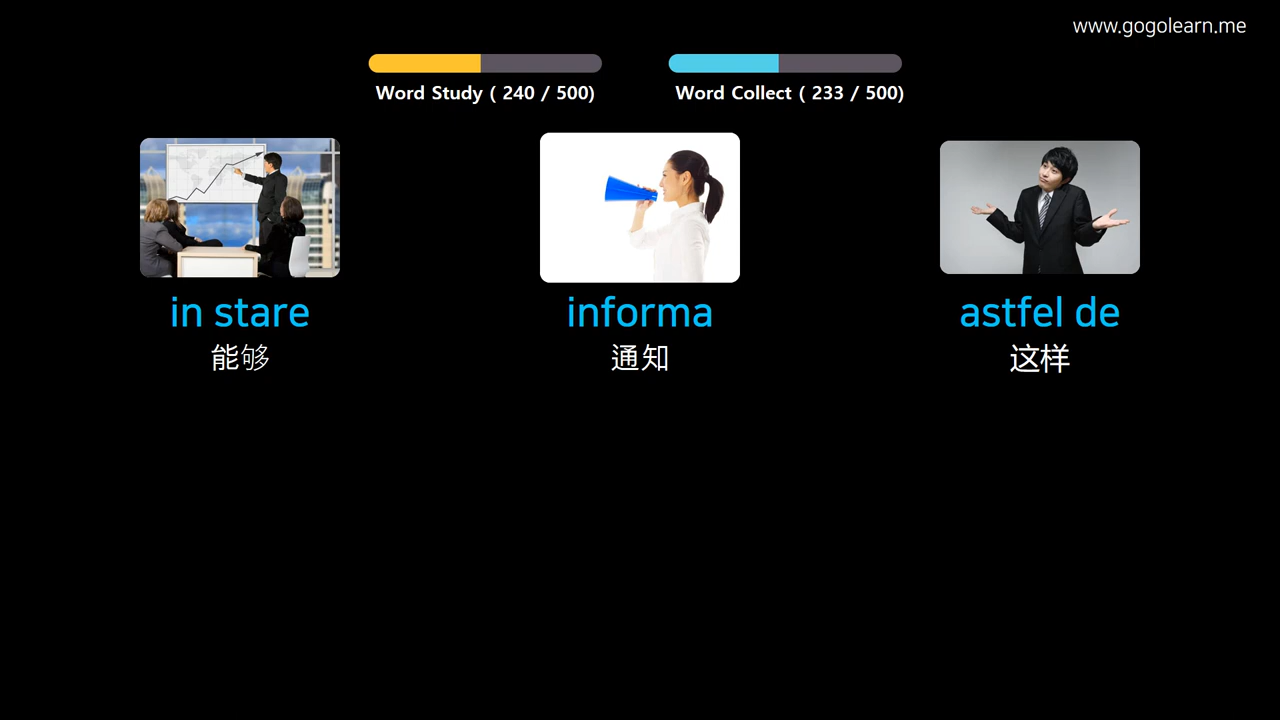 www.gogolearn.me
Word Study ( 240 / 500)
Word Collect ( 233 / 500)
in stare
informa
astfel de
能够
通知
这样